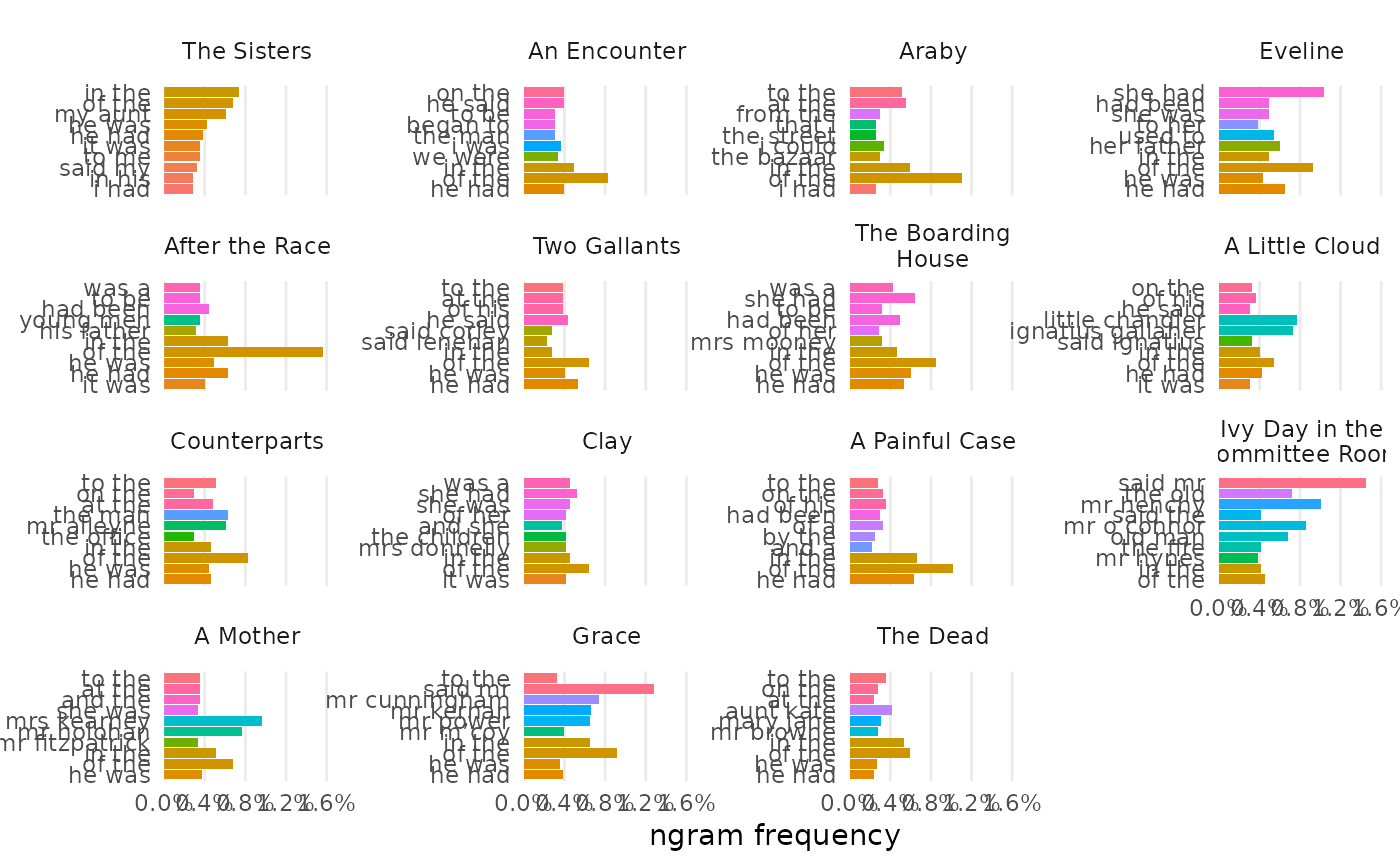 The Sisters
in the
of the
my aunt
he was
he had
it was
to me
said my
in his
i had
An Encounter
on the
he said
to be
began to
the man
i was
we were
in the
of the
he had
Araby
to the
at the
from the
that i
the street
i could
the bazaar
in the
of the
i had
Eveline
she had
had been
she was
to her
used to
her father
in the
of the
he was
he had
After the Race
was a
to be
had been
young men
his father
in the
of the
he was
he had
it was
Two Gallants
to the
at the
of his
he said
said corley
said lenehan
in the
of the
he was
he had
The Boarding
House
was a
she had
to be
had been
of her
mrs mooney
in the
of the
he was
he had
A Little Cloud
on the
of his
he said
little chandler
ignatius gallaher
said ignatius
in the
of the
he had
it was
Counterparts
to the
on the
at the
the man
mr alleyne
the office
in the
of the
he was
he had
Clay
was a
she had
she was
of her
and she
the children
mrs donnelly
in the
of the
it was
A Painful Case
to the
on the
of his
had been
of a
by the
and a
in the
of the
he had
Ivy Day in the
ommittee Roon
said mr
the old
mr henchy
said the
mr o'connor
old man
the fire
mr hynes
in the
of the
0.0% 0.4% 0.8% 1.2% 1.6%
A Mother
to the
at the
and the
she was
mrs kearney
mr holohan
mr fitzpatrick
in the
of the
he was
0.0% 0.4% 0.8% 1.2% 1.6%
Grace
to the
said mr
mr cunningham
mr kernan
mr power
mr m'coy
in the
of the
he was
he had
0.0% 0.4% 0.8% 1.2% 1.6%
The Dead
to the
on the
at the
aunt kate
mary jane
mr browne
in the
of the
he was
he had
0.0% 0.4% 0.8% 1.2% 1.6%
ngram frequency